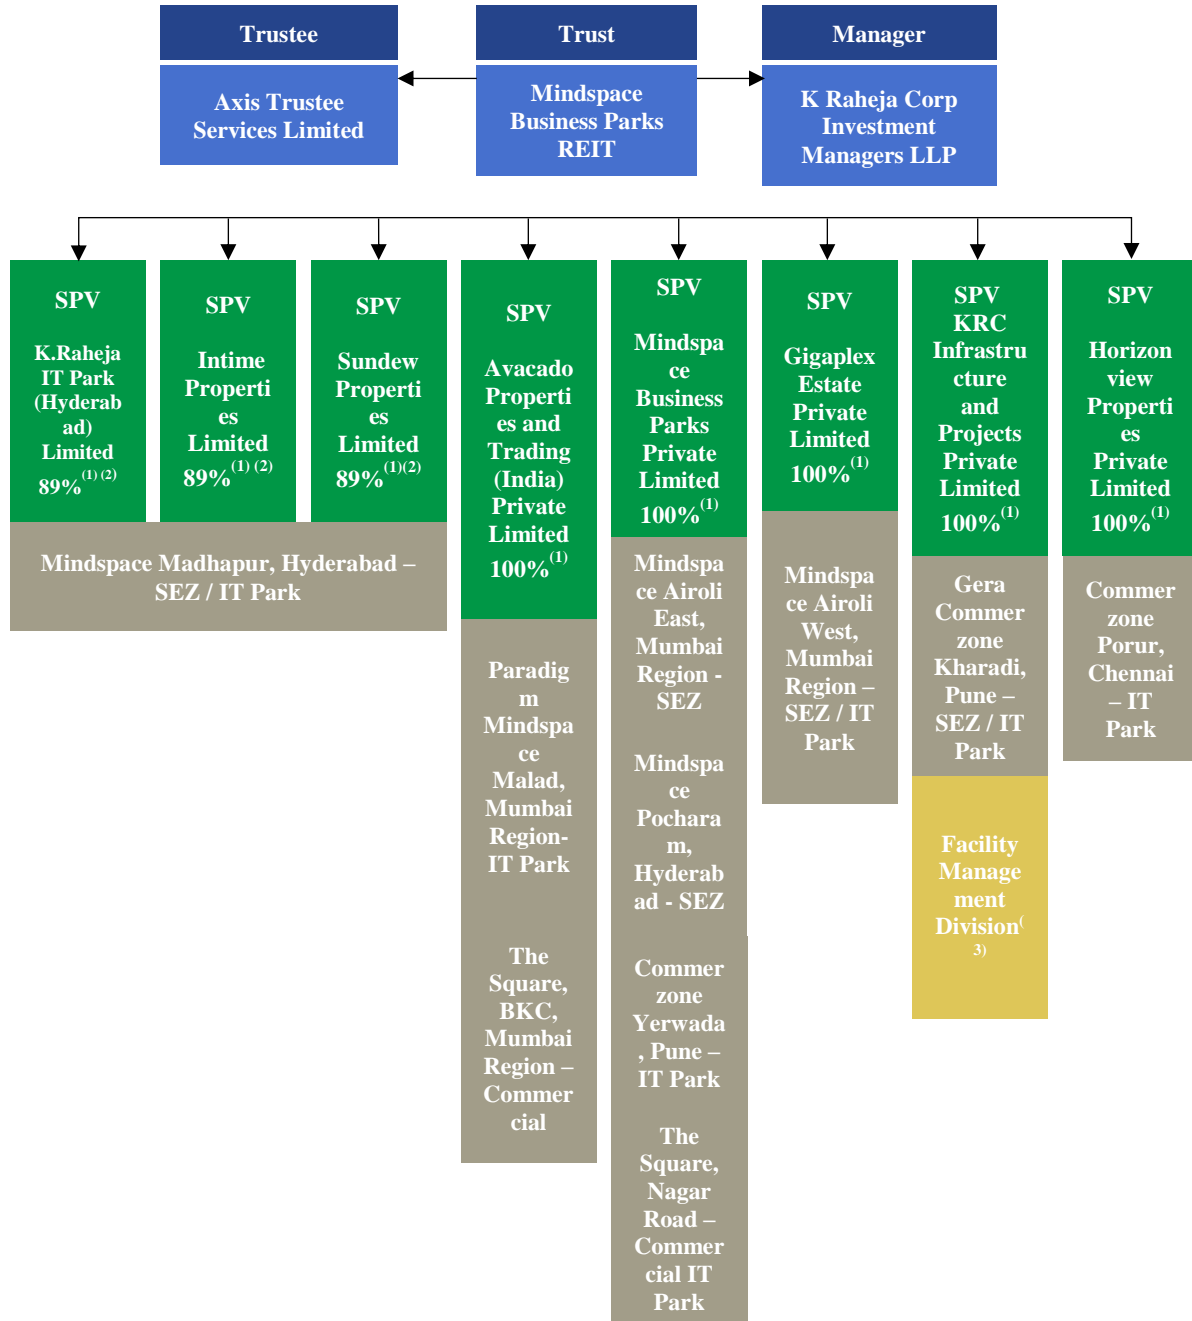 Trustee
Trust
Manager
Axis Trustee
Services Limited
Mindspace
Business Parks
REIT
K Raheja Corp
Investment
Managers LLP
SPV
K.Raheja
IT Park
(Hyderab
ad)
Limited
89%(1) (2)
SPV
Intime
Properti
es
Limited
89%(1) (2)
SPV
Sundew
Properti
es
Limited
89%(1)(2)
Mindspace Madhapur, Hyderabad –
SEZ / IT Park
SPV
Avacado
Properti
es and
Trading
(India)
Private
Limited
100%(1)
Paradig
m
Mindspa
ce
Malad,
Mumbai
Region-
IT Park
The
Square,
BKC,
Mumbai
Region –
Commer
cial
SPV
Mindspa
ce
Business
Parks
Private
Limited
100%(1)
Mindspa
ce Airoli
East,
Mumbai
Region -
SEZ
Mindspa
ce
Pochara
m,
Hyderab
ad - SEZ
Commer
zone
Yerwada
, Pune –
IT Park
The
Square,
Nagar
Road –
Commer
cial IT
Park
SPV
Gigaplex
Estate
Private
Limited
100%(1)
Mindspa
ce Airoli
West,
Mumbai
Region –
SEZ / IT
Park
SPV
KRC
Infrastru
cture
and
Projects
Private
Limited
100%(1)
Gera
Commer
zone
Kharadi,
Pune –
SEZ / IT
Park
Facility
Manage
ment
Division(
3)
SPV
Horizon
view
Properti
es
Private
Limited
100%(1)
Commer
zone
Porur,
Chennai
– IT
Park